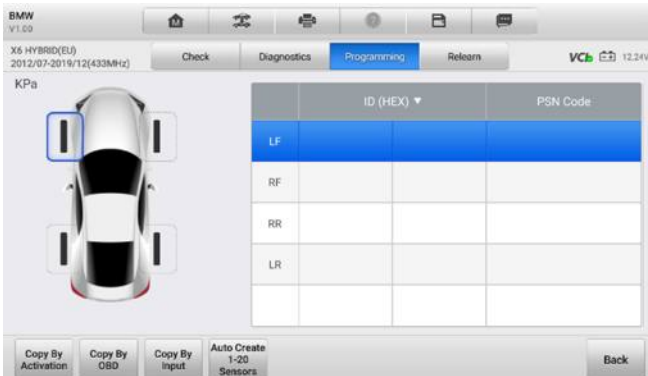 BMW
V1.00
X6 HYBRID(EU)
2012/07-2019/12(433MHz)
Check
Diagnostics
Programming
Relearn
VCb 12.24V
KPa
ID (HEX) ▼
PSN Code
LF
RF
RR
LR
Copy By
Activation
Copy By
OBD
Copy By
Input
Auto Create
1-20
Sensors
Back